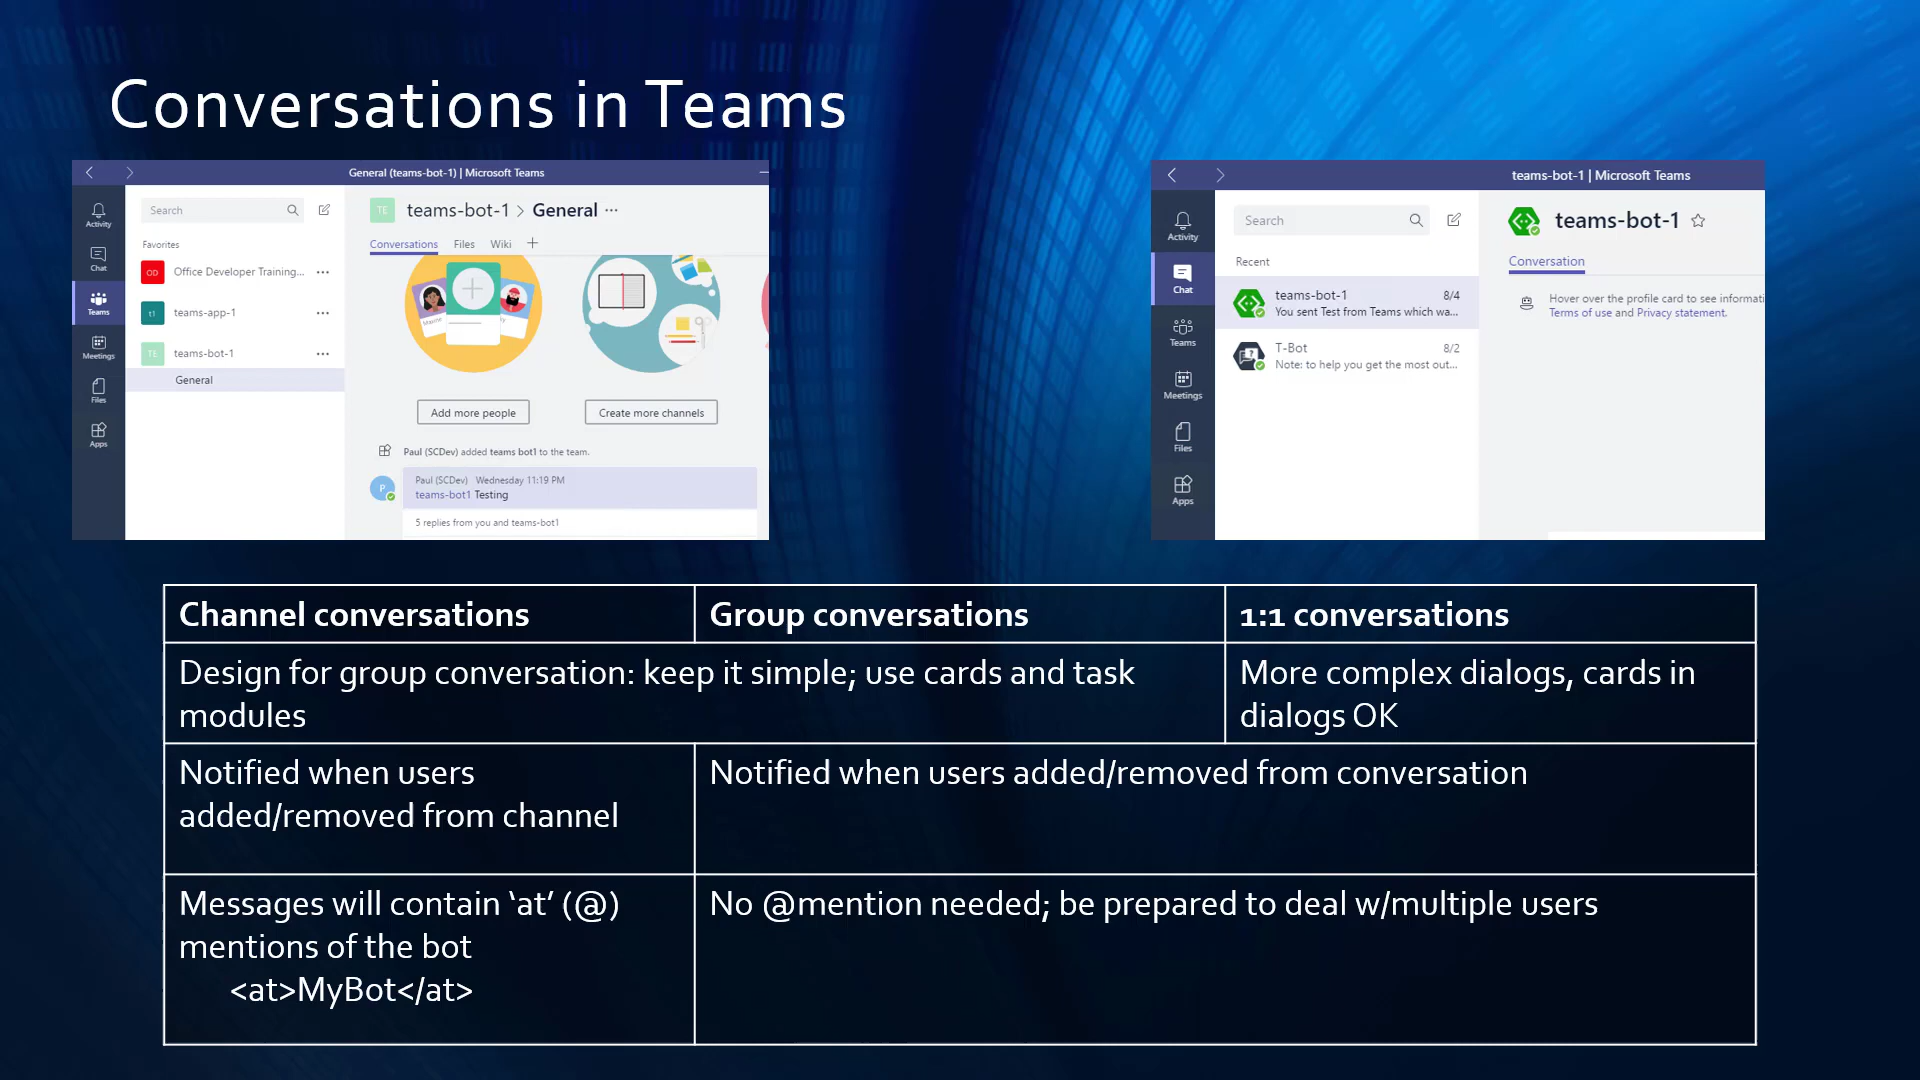 Conversations in Teams
General (teams-bot-1) | Microsoft Teams
Activity
Chat
Teams
Meetings
Files
Apps
Search
Favorites
OD Office Developer Training... ...
t1 teams-app-1 ...
TE teams-bot-1 ...
General
TE teams-bot-1 > General ...
Conversations Files Wiki +
Maxine
Add more people
Create more channels
Paul (SCDev) added teams bot1 to the team.
P
Paul (SCDev) Wednesday 11:19 PM
teams-bot1 Testing
5 replies from you and teams-bot1
teams-bot-1 | Microsoft Teams
Activity
Chat
Teams
Meetings
Files
Apps
Search
Recent
teams-bot-1 8/4
You sent Test from Teams which wa...
T-Bot 8/2
Note: to help you get the most out...
teams-bot-1
Conversation
Hover over the profile card to see informati
Terms of use and Privacy statement.
Channel conversations
Group conversations
1:1 conversations
Design for group conversation: keep it simple; use cards and task
modules
More complex dialogs, cards in
dialogs OK
Notified when users
added/removed from channel
Notified when users added/removed from conversation
Messages will contain ‘at’ (@)
mentions of the bot
<at>MyBot</at>
No @mention needed; be prepared to deal w/multiple users